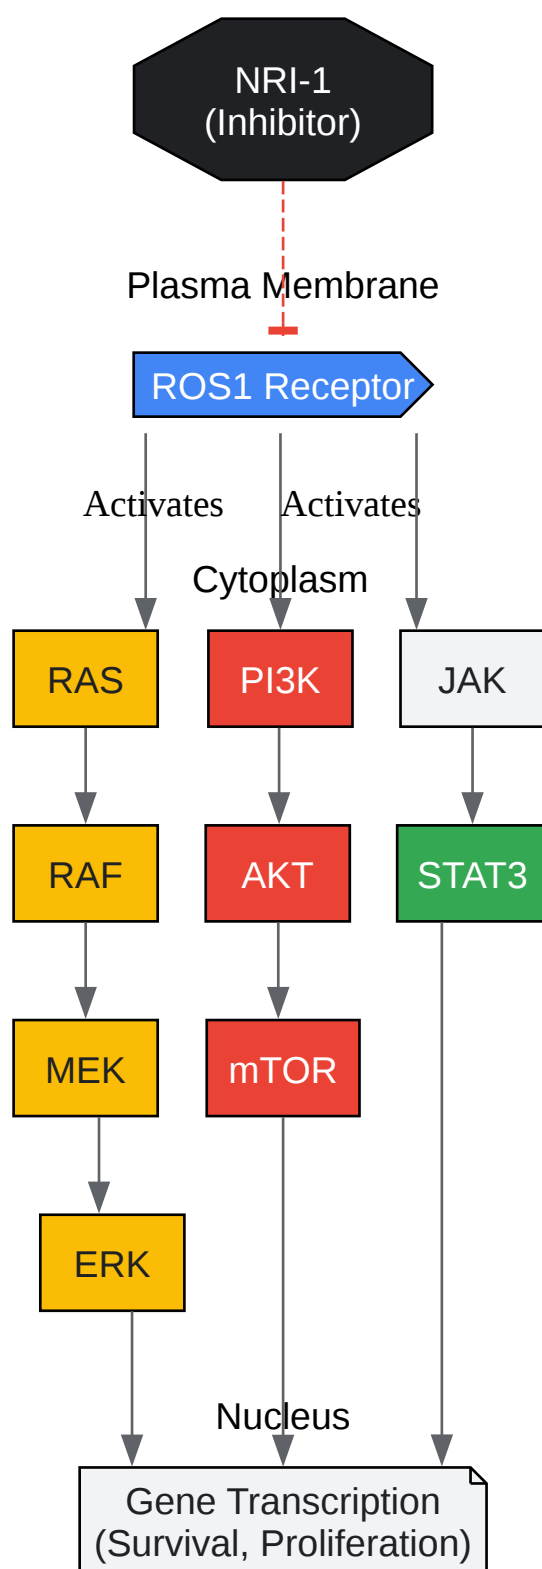 NRI-1
(Inhibitor)
Plasma Membrane
ROS1 Receptor
Activates Activates
Cytoplasm
RAS PI3K JAK
RAF AKT STAT3
MEK mTOR
ERK
Nucleus
Gene Transcription
(Survival, Proliferation)